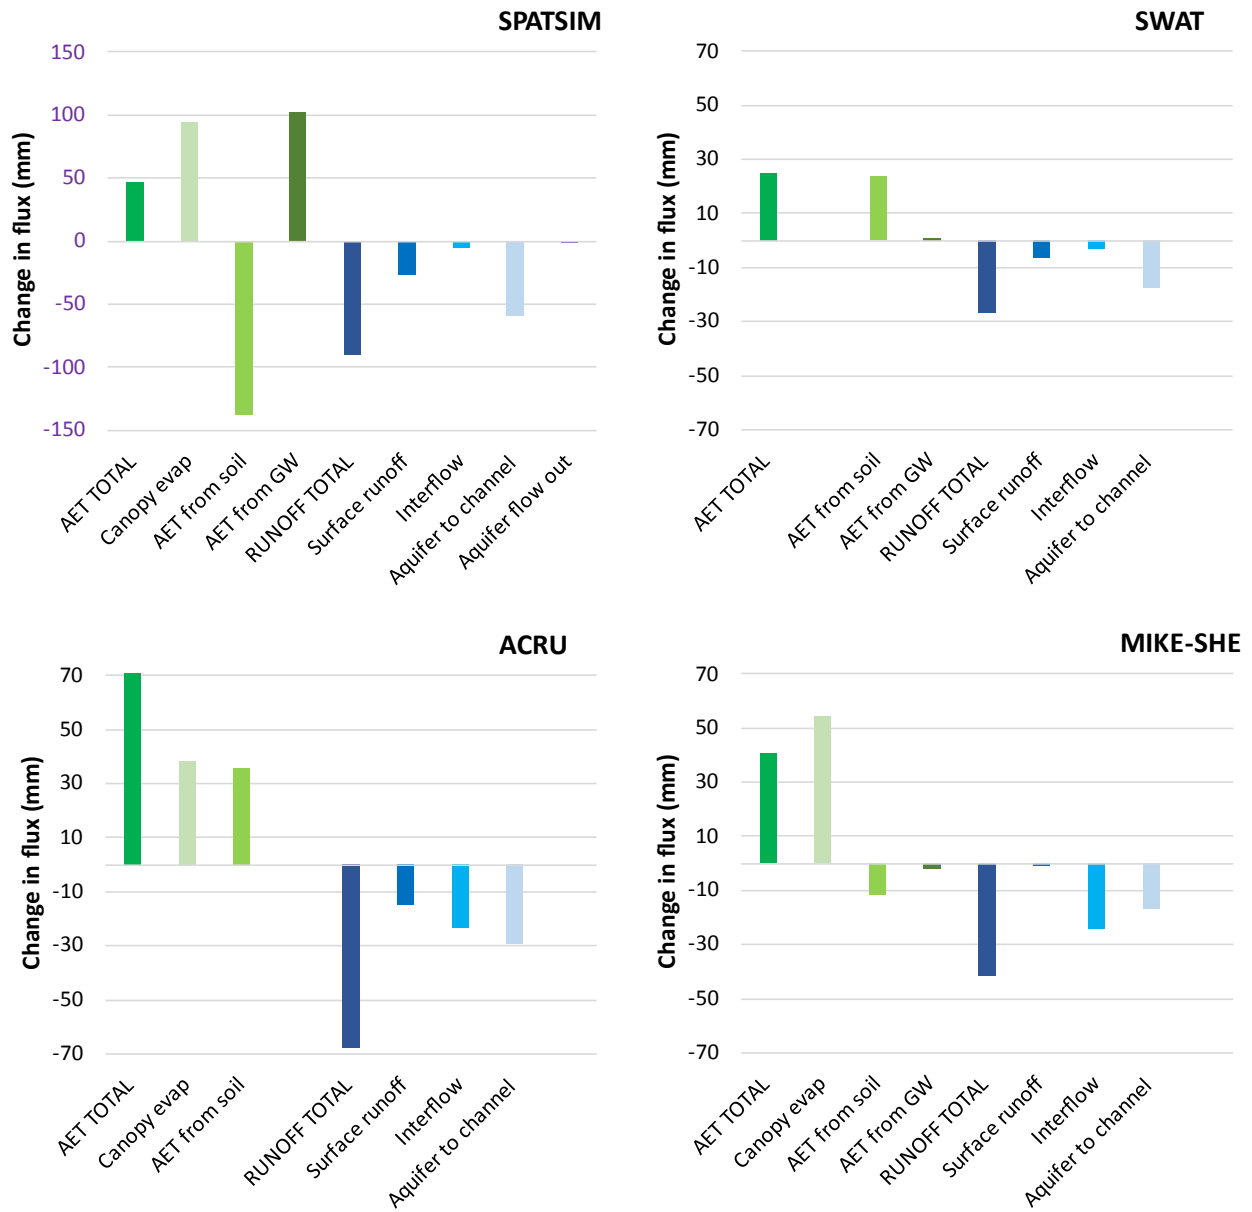 SPATSIM
Change in flux (mm)
150
100
50
0
-50
-100
-150
AET TOTAL
Canopy evap
AET from soil
AET from GW
RUNOFF TOTAL
Surface runoff
Interflow
Aquifer to channel
Aquifer flow out
SWAT
Change in flux (mm)
70
50
30
10
-10
-30
-50
-70
AET TOTAL
AET from soil
AET from GW
RUNOFF TOTAL
Surface runoff
Interflow
Aquifer to channel
ACRU
Change in flux (mm)
70
50
30
10
-10
-30
-50
-70
AET TOTAL
Canopy evap
AET from soil
RUNOFF TOTAL
Surface runoff
Interflow
Aquifer to channel
MIKE-SHE
Change in flux (mm)
70
50
30
10
-10
-30
-50
-70
AET TOTAL
Canopy evap
AET from soil
AET from GW
RUNOFF TOTAL
Surface runoff
Interflow
Aquifer to channel